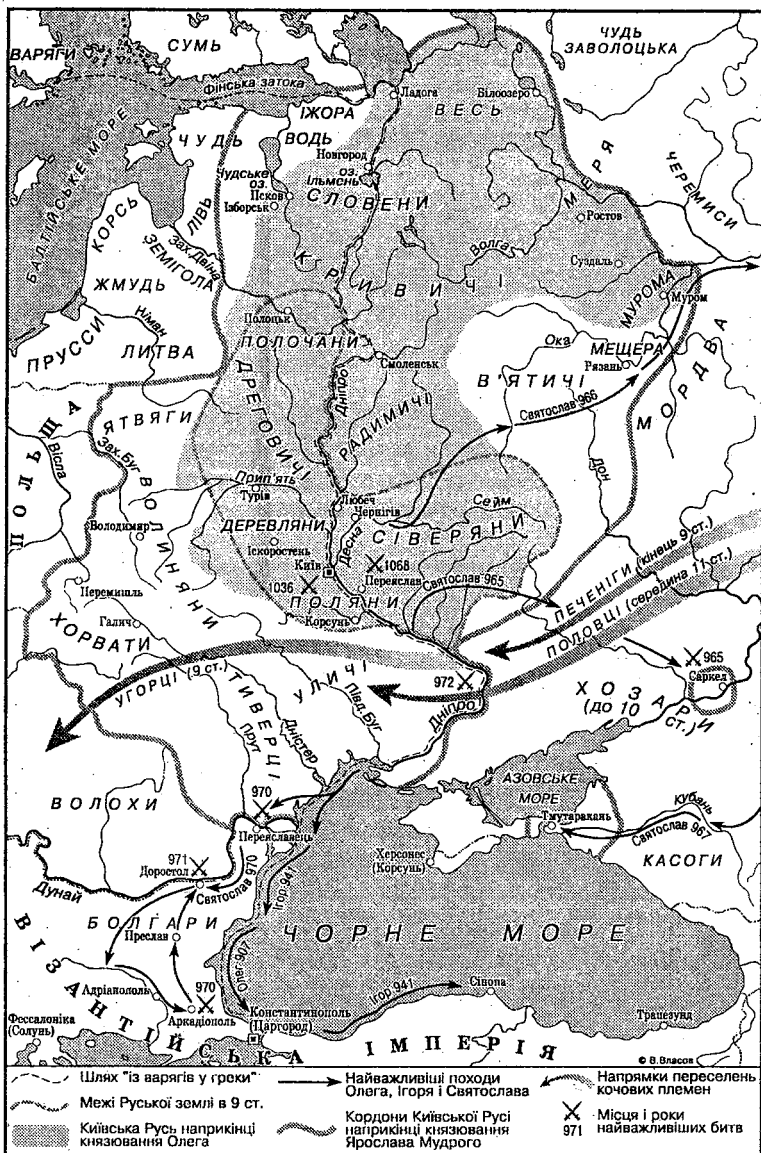 ВАРЯГИ
СУМЬ
ЧУДЬ
ЗАВОЛОЦЬКА
Фінська затока
Ладога
Білоозеро
ІЖОРА
ВЕСЬ
ЧУДЬ
ВОДЬ
Новгород
оз.
Ільмень
БАЛТІЙСЬКЕ МОРЕ
Чудське
оз.
Псков
Ізборськ
СЛОВЕНИ
МЕРЯ
ЧЕРЕМИСИ
Ростов
КОРСЬ
ЛІВЬ
Зах. Двіна
ЗЕМІГОЛА
КРИВИЧІ
Волга
Суздаль
ЖМУДЬ
МУРОМА
Муром
Німан
Полоцьк
ПОЛОЧАНИ
Ока
МЕЩЕРА
Рязань
ПРУССИ
ЛИТВА
Смоленськ
В'ЯТИЧІ
МОРДВА
ПОЛЬЩА
ЯТВЯГИ
ДРЕГОВИЧІ
Дніпро
РАДИМИЧІ
Святослав 966
Вісла
Зах. Буг
Прип'ять
Турів
Дон
Любеч
Чернігів
Сейм
ВОЛИНЯНИ
Володимир
ДЕРЕВЛЯНИ
Десна
СІВЕРЯНИ
Іскоростень
Київ
1068
1036
Переяслав
Святослав 965
ПЕЧЕНІГИ (кінець 9 ст.)
Перемишль
ПОЛЯНИ
ПОЛОВЦІ (середина 11 ст.)
Галич
Корсунь
ХОРВАТИ
УГОРЦІ (9 ст.)
УЛИЧІ
972
965
Саркел
ТИВЕРЦІ
Півд. Буг
Дніпро
ХОЗАРИ
(до 10
ст.)
Дністер
Прут
АЗОВСЬКЕ
МОРЕ
ВОЛОХИ
970
Кубань
Переяславець
Тмутаракань
Святослав 967
971
Доростол
Херсонес
(Корсунь)
КАСОГИ
Дунай
Святослав 970
Ігор 941
БОЛГАРИ
ЧОРНЕ МОРЕ
Преслав
Олег 907
Адріанополь
970
Аркадіополь
Константинополь
(Царгород)
Ігор 941
Сінопа
Фессалоніка
(Солунь)
Трапезунд
ВІЗАНТІЙСЬКА ІМПЕРІЯ
© В.Власов
Шлях "із варягів у греки"
Межі Руської землі в 9 ст.
Київська Русь наприкінці
князювання Олега
Найважливіші походи
Олега, Ігоря і Святослава
Кордони Київської Русі
наприкінці князювання
Ярослава Мудрого
Напрямки переселень
кочових племен
Місця і роки
971 найважливіших битв